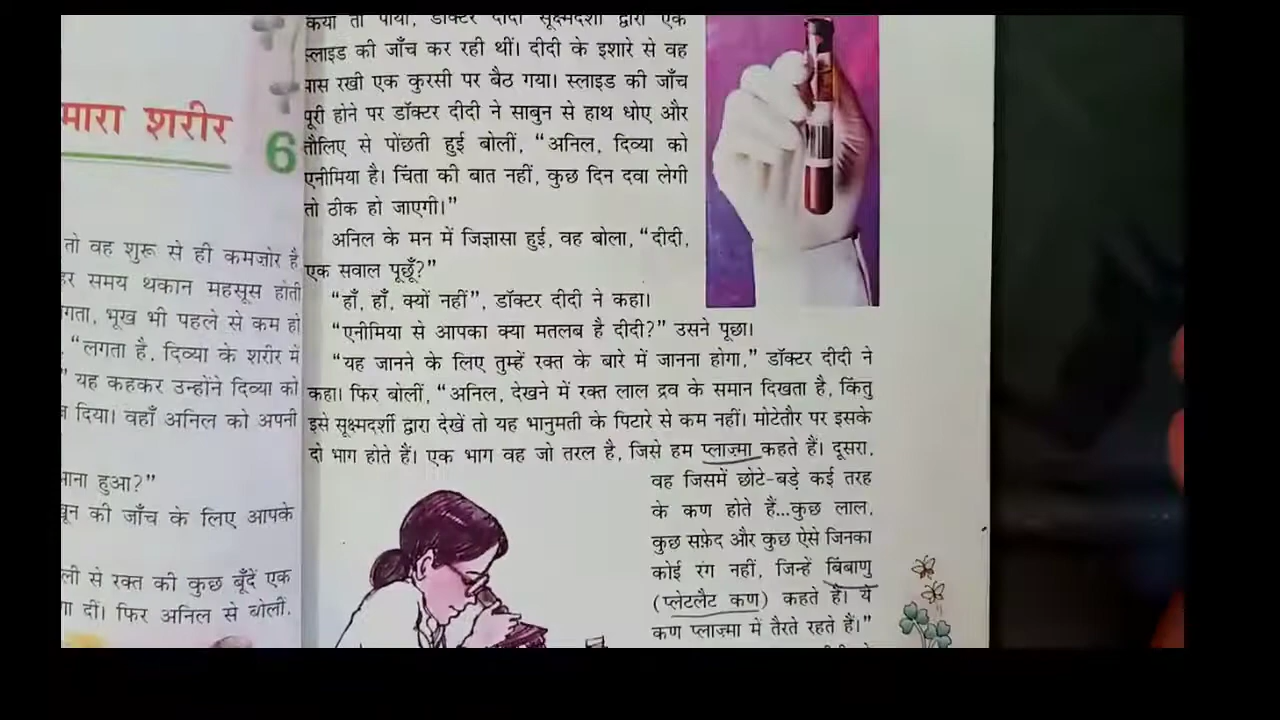 मारा शरीर
6
तो वह शुरू से ही कमज़ोर है
हर समय थकान महसूस होती
गता, भूख भी पहले से कम हो
“लगता है, दिव्या के शरीर में
” यह कहकर उन्होंने दिव्या को
दिया। वहाँ अनिल को अपनी
आना हुआ?”
खून की जाँच के लिए आपके
ली से रक्त की कुछ बूँदें एक
दीं। फिर अनिल से बोलीं,
किया तो पाया, डॉक्टर दीदी सूक्ष्मदर्शी द्वारा एक
स्लाइड की जाँच कर रही थीं। दीदी के इशारे से वह
पास रखी एक कुरसी पर बैठ गया। स्लाइड की जाँच
पूरी होने पर डॉक्टर दीदी ने साबुन से हाथ धोए और
तौलिए से पोंछती हुई बोलीं, “अनिल, दिव्या को
एनीमिया है। चिंता की बात नहीं, कुछ दिन दवा लेगी
तो ठीक हो जाएगी।”
अनिल के मन में जिज्ञासा हुई, वह बोला, “दीदी,
एक सवाल पूछूँ?”
“हाँ, हाँ, क्यों नहीं”, डॉक्टर दीदी ने कहा।
“एनीमिया से आपका क्या मतलब है दीदी?” उसने पूछा।
“यह जानने के लिए तुम्हें रक्त के बारे में जानना होगा,” डॉक्टर दीदी ने
कहा। फिर बोलीं, “अनिल, देखने में रक्त लाल द्रव के समान दिखता है, किंतु
इसे सूक्ष्मदर्शी द्वारा देखें तो यह भानुमती के पिटारे से कम नहीं। मोटेतौर पर इसके
दो भाग होते हैं। एक भाग वह जो तरल है, जिसे हम प्लाज़्मा कहते हैं। दूसरा,
वह जिसमें छोटे-बड़े कई तरह
के कण होते हैं...कुछ लाल,
कुछ सफ़ेद और कुछ ऐसे जिनका
कोई रंग नहीं, जिन्हें बिंबाणु
(प्लेटलैट कण) कहते हैं। ये
कण प्लाज़्मा में तैरते रहते हैं।”